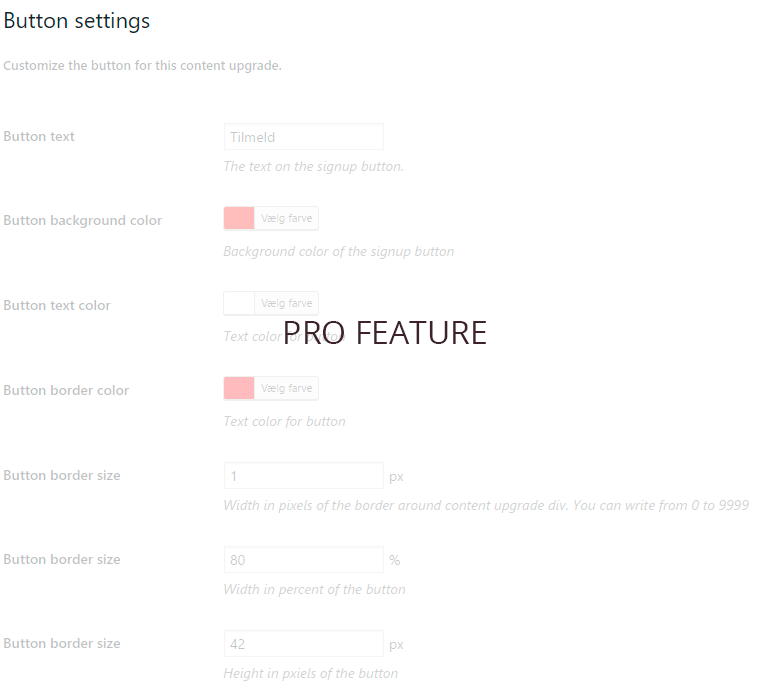 Button settings
Customize the button for this content upgrade.
Button text
Tilmeld
The text on the signup button.
Button background color
Vælg farve
Background color of the signup button
Button text color
Vælg farve
Text color for button
PRO FEATURE
Button border color
Vælg farve
Text color for button
Button border size
1 px
Width in pixels of the border around content upgrade div. You can write from 0 to 9999
Button border size
80 %
Width in percent of the button
Button border size
42 px
Height in pxiels of the button